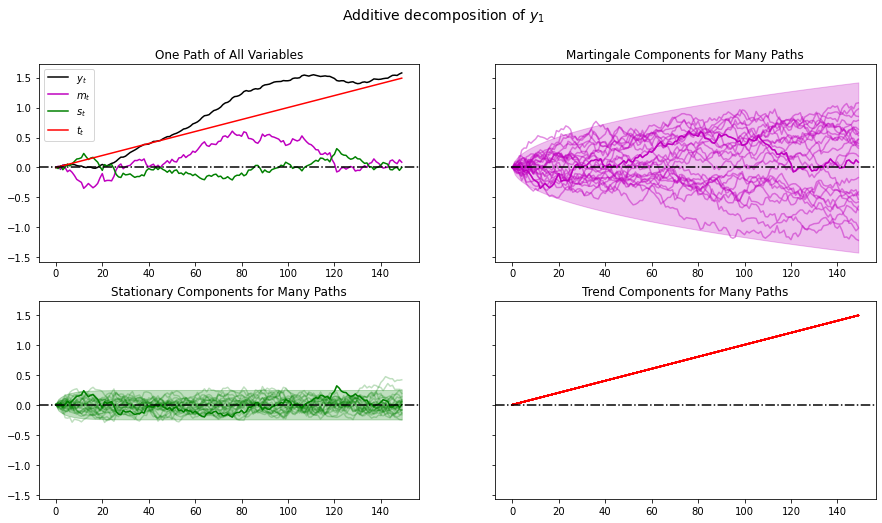 Additive decomposition of y₁
One Path of All Variables
1.5
1.0
0.5
0.0
−0.5
−1.0
−1.5
yₜ
mₜ
sₜ
tₜ
0 20 40 60 80 100 120 140
Martingale Components for Many Paths
0 20 40 60 80 100 120 140
Stationary Components for Many Paths
1.5
1.0
0.5
0.0
−0.5
−1.0
−1.5
0 20 40 60 80 100 120 140
Trend Components for Many Paths
0 20 40 60 80 100 120 140